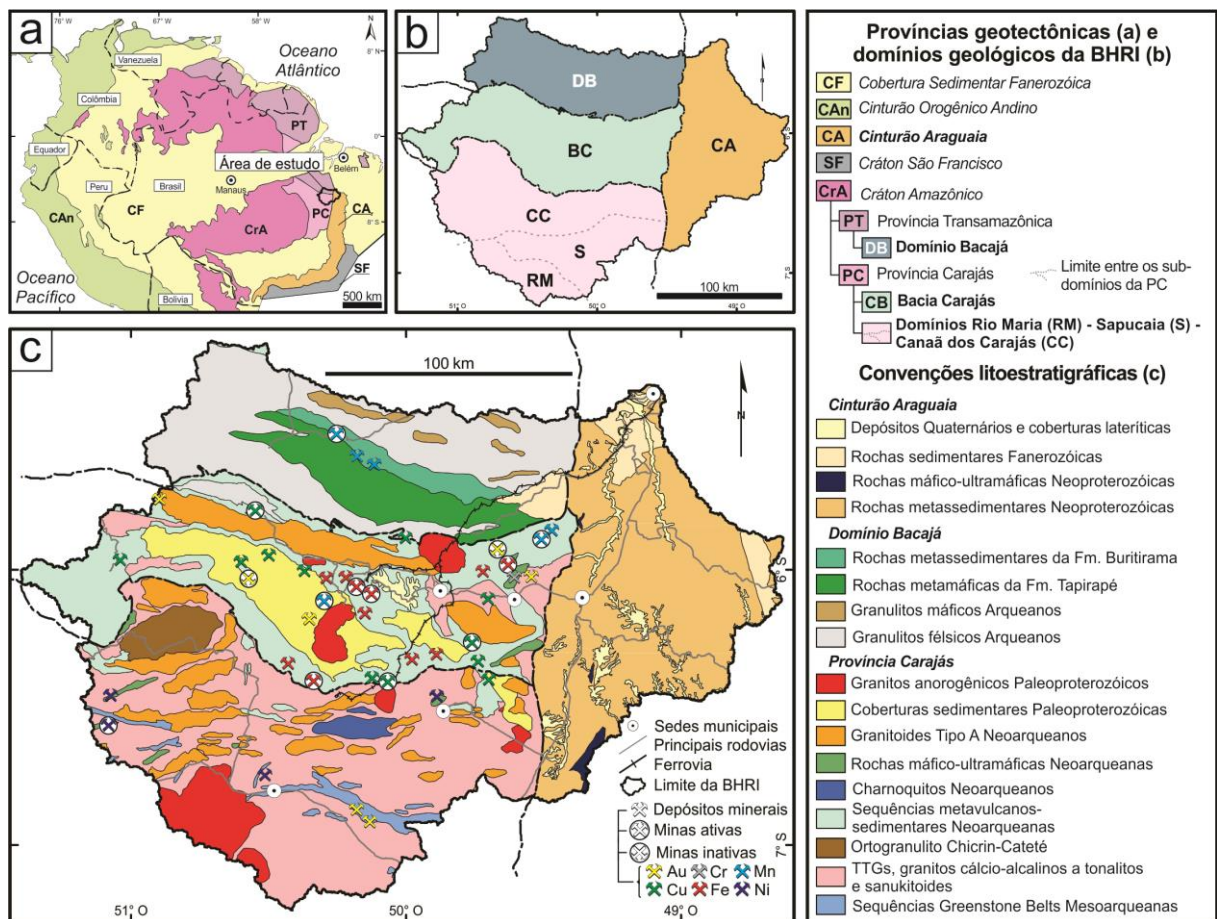 a
76° W
66° W
58° W
N
8° N
Oceano
Atlântico
Vanezuela
Colômbia
PT
Equador
0°
Área de estudo
Belém
Manaus
Peru
Brasil
CF
PC
CA
CAn
CrA
8° S
SF
Oceano
Pacífico
Bolivia
500 km
b
DB
N
6° S
BC
CA
CC
S
RM
7° S
100 km
51° O
50° O
49° O
c
100 km
N
6° S
7° S
51° O
50° O
49° O
Sedes municipais
Principais rodovias
Ferrovia
Limite da BHRI
Depósitos minerais
Minas ativas
Minas inativas
Au Cr Mn
Cu Fe Ni
Províncias geotectônicas (a) e
domínios geológicos da BHRI (b)
CF Cobertura Sedimentar Fanerozóica
CAn Cinturão Orogênico Andino
CA Cinturão Araguaia
SF Cráton São Francisco
CrA Cráton Amazônico
PT Província Transamazônica
DB Domínio Bacajá
PC Província Carajás
Limite entre os sub-
domínios da PC
CB Bacia Carajás
Domínios Rio Maria (RM) - Sapucaia (S) -
Canaã dos Carajás (CC)
Convenções litoestratigráficas (c)
Cinturão Araguaia
Depósitos Quaternários e coberturas lateríticas
Rochas sedimentares Fanerozóicas
Rochas máfico-ultramáficas Neoproterozóicas
Rochas metassedimentares Neoproterozóicas
Domínio Bacajá
Rochas metassedimentares da Fm. Buritirama
Rochas metamáficas da Fm. Tapirapé
Granulitos máficos Arqueanos
Granulitos félsicos Arqueanos
Província Carajás
Granitos anorogênicos Paleoproterozóicos
Coberturas sedimentares Paleoproterozóicas
Granitoides Tipo A Neoarqueanos
Rochas máfico-ultramáficas Neoarqueanas
Charnoquitos Neoarqueanos
Sequências metavulcanos-
sedimentares Neoarqueanas
Ortogranulito Chicrin-Cateté
TTGs, granitos cálcio-alcalinos a tonalitos
e sanukitoides
Sequências Greenstone Belts Mesoarqueanas